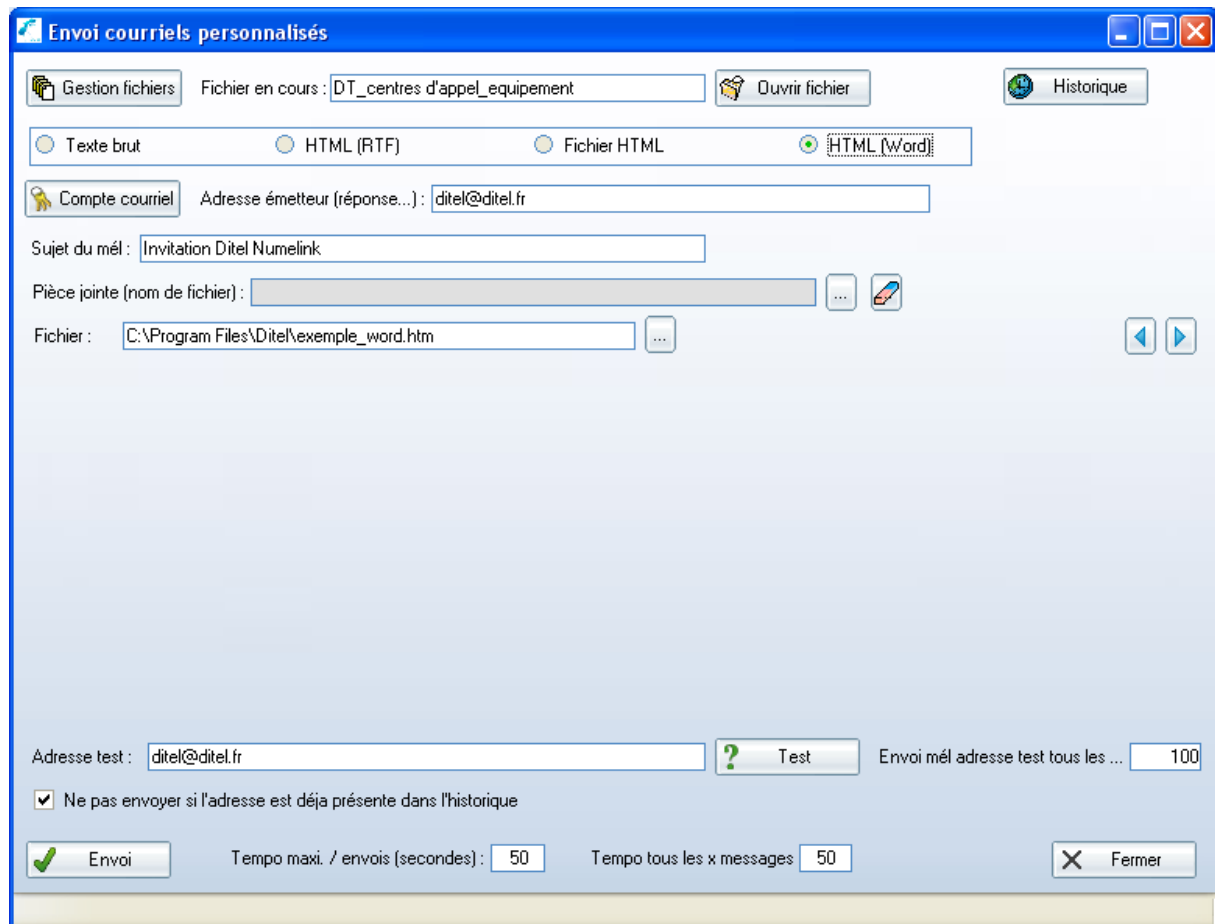 Envoi courriels personnalisés
Gestion fichiers Fichier en cours : DT_centres d'appel_equipement Ouvrir fichier Historique
Texte brut HTML (RTF) Fichier HTML HTML (Word)
Compte courriel Adresse émetteur (réponse...) : ditel@ditel.fr
Sujet du mél : Invitation Ditel Numelink
Pièce jointe (nom de fichier) : ...
Fichier : C:\Program Files\Ditel\exemple_word.htm ...
Adresse test : ditel@ditel.fr ? Test Envoi mél adresse test tous les ... 100
Ne pas envoyer si l'adresse est déja présente dans l'historique
Envoi Tempo maxi. / envois (secondes) : 50 Tempo tous les x messages 50 Fermer